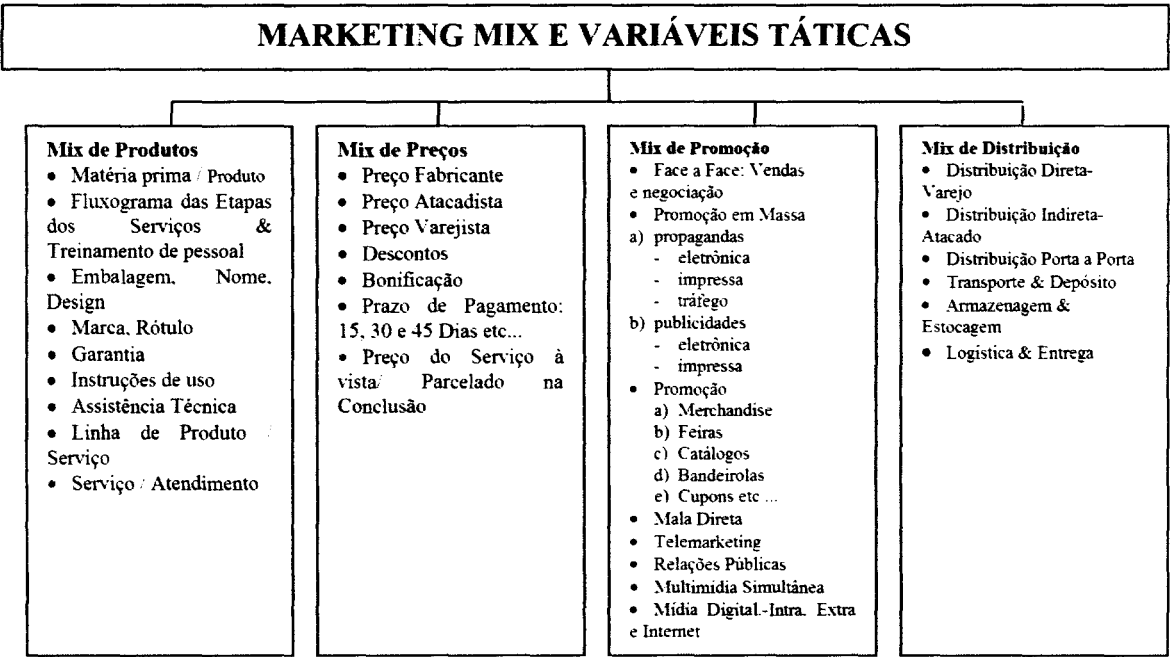 MARKETING MIX E VARIÁVEIS TÁTICAS
Mix de Produtos
• Matéria prima / Produto
• Fluxograma das Etapas
dos Serviços &
Treinamento de pessoal
• Embalagem, Nome,
Design
• Marca, Rótulo
• Garantia
• Instruções de uso
• Assistência Técnica
• Linha de Produto /
Serviço
• Serviço / Atendimento
Mix de Preços
• Preço Fabricante
• Preço Atacadista
• Preço Varejista
• Descontos
• Bonificação
• Prazo de Pagamento:
15, 30 e 45 Dias etc...
• Preço do Serviço à
vista/ Parcelado na
Conclusão
Mix de Promoção
• Face a Face: Vendas
e negociação
• Promoção em Massa
a) propagandas
- eletrônica
- impressa
- tráfego
b) publicidades
- eletrônica
- impressa
• Promoção
a) Merchandise
b) Feiras
c) Catálogos
d) Bandeirolas
e) Cupons etc ...
• Mala Direta
• Telemarketing
• Relações Públicas
• Multimídia Simultânea
• Mídia Digital.-Intra. Extra
e Internet
Mix de Distribuição
• Distribuição Direta-
Varejo
• Distribuição Indireta-
Atacado
• Distribuição Porta a Porta
• Transporte & Depósito
• Armazenagem &
Estocagem
• Logística & Entrega